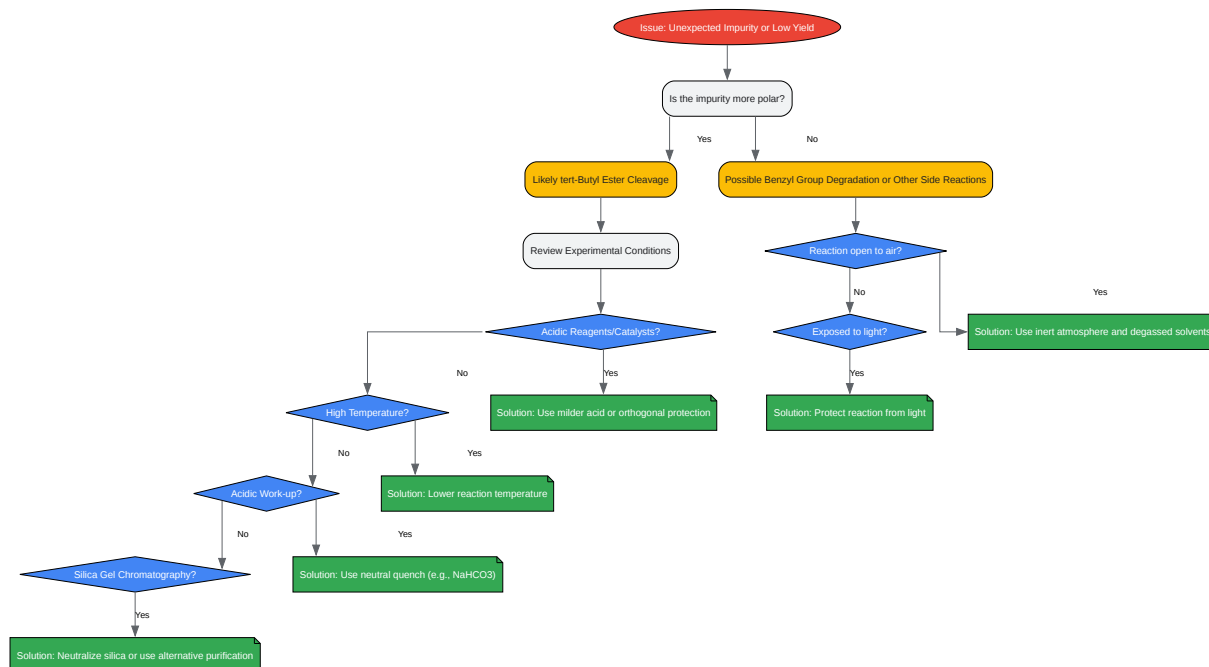 Issue: Unexpected Impurity or Low Yield
Is the impurity more polar?
Yes
No
Likely tert-Butyl Ester Cleavage
Possible Benzyl Group Degradation or Other Side Reactions
Review Experimental Conditions
Reaction open to air?
No
Yes
Acidic Reagents/Catalysts?
Exposed to light?
Solution: Use inert atmosphere and degassed solvents
No
Yes
Yes
High Temperature?
Solution: Use milder acid or orthogonal protection
Solution: Protect reaction from light
No
Yes
Acidic Work-up?
Solution: Lower reaction temperature
No
Yes
Silica Gel Chromatography?
Solution: Use neutral quench (e.g., NaHCO3)
Yes
Solution: Neutralize silica or use alternative purification